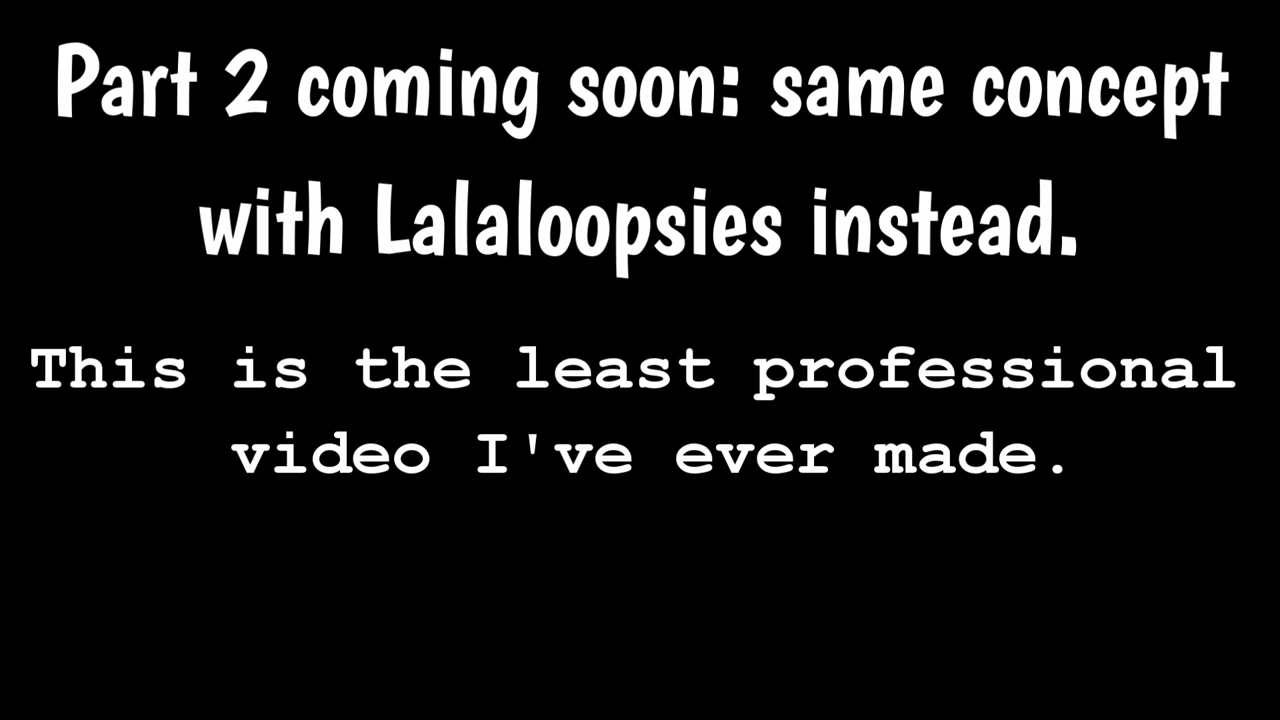 Part 2 coming soon: same concept
with Lalaloopsies instead.
This is the least professional
video I've ever made.